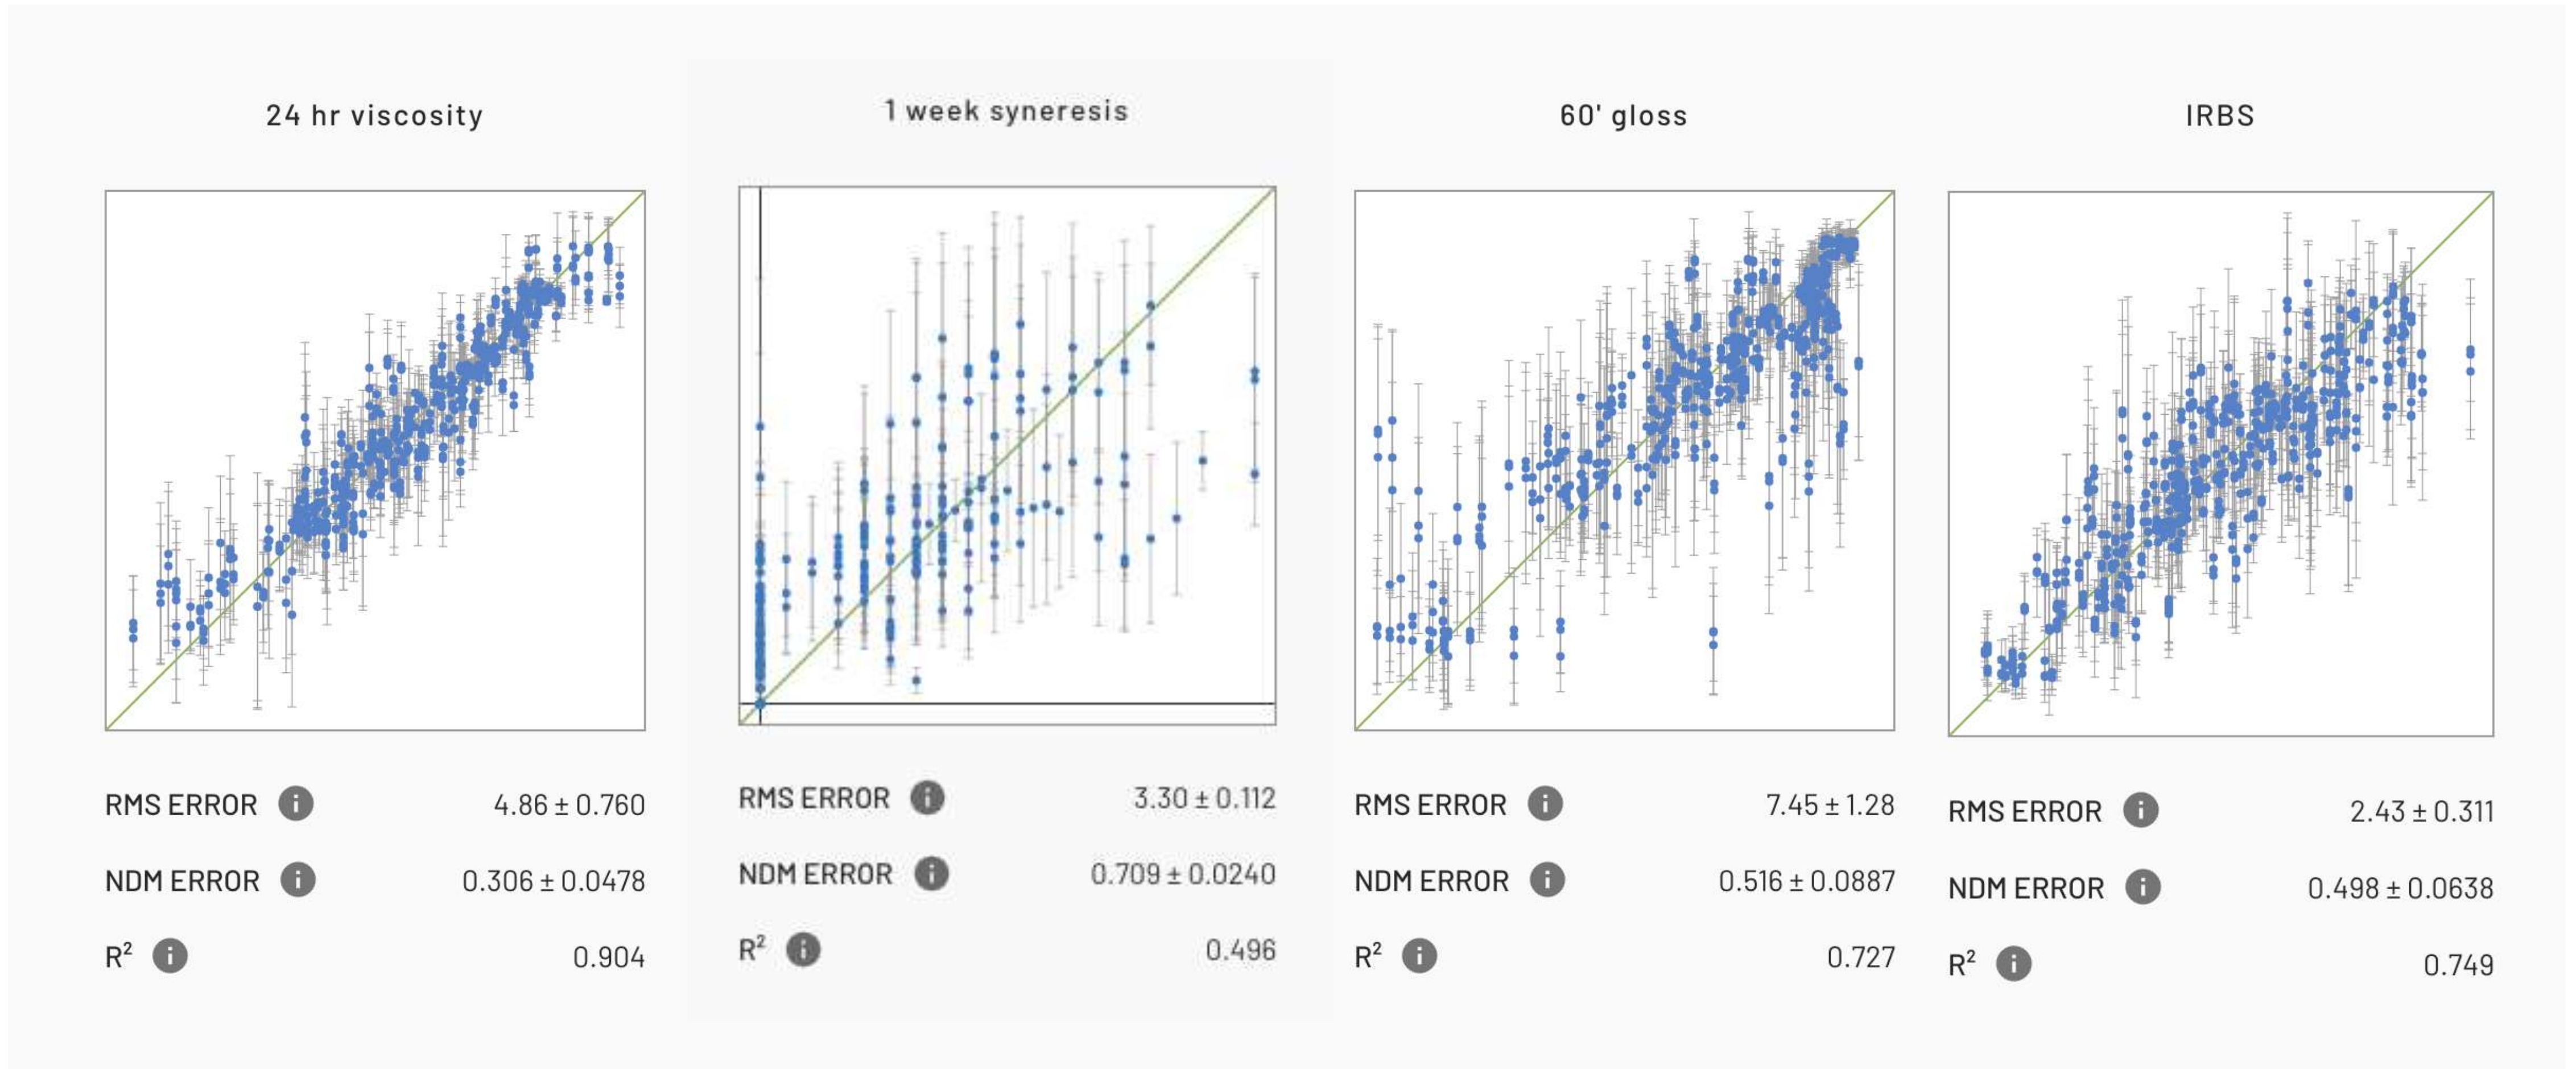 24 hr viscosity
RMS ERROR i 4.86 ± 0.760
NDM ERROR i 0.306 ± 0.0478
R² i 0.904
1 week syneresis
RMS ERROR i 3.30 ± 0.112
NDM ERROR i 0.709 ± 0.0240
R² i 0.496
60' gloss
RMS ERROR i 7.45 ± 1.28
NDM ERROR i 0.516 ± 0.0887
R² i 0.727
IRBS
RMS ERROR i 2.43 ± 0.311
NDM ERROR i 0.498 ± 0.0638
R² i 0.749